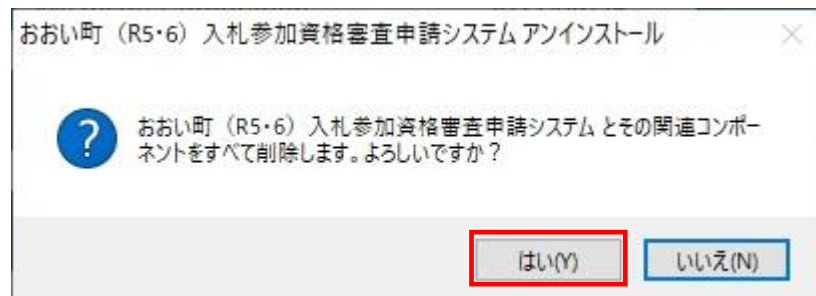 おおい町（R5・6）入札参加資格審査申請システム アンインストール
おおい町（R5・6）入札参加資格審査申請システム とその関連コンポー
ネントをすべて削除します。よろしいですか？
はい(Y)
いいえ(N)